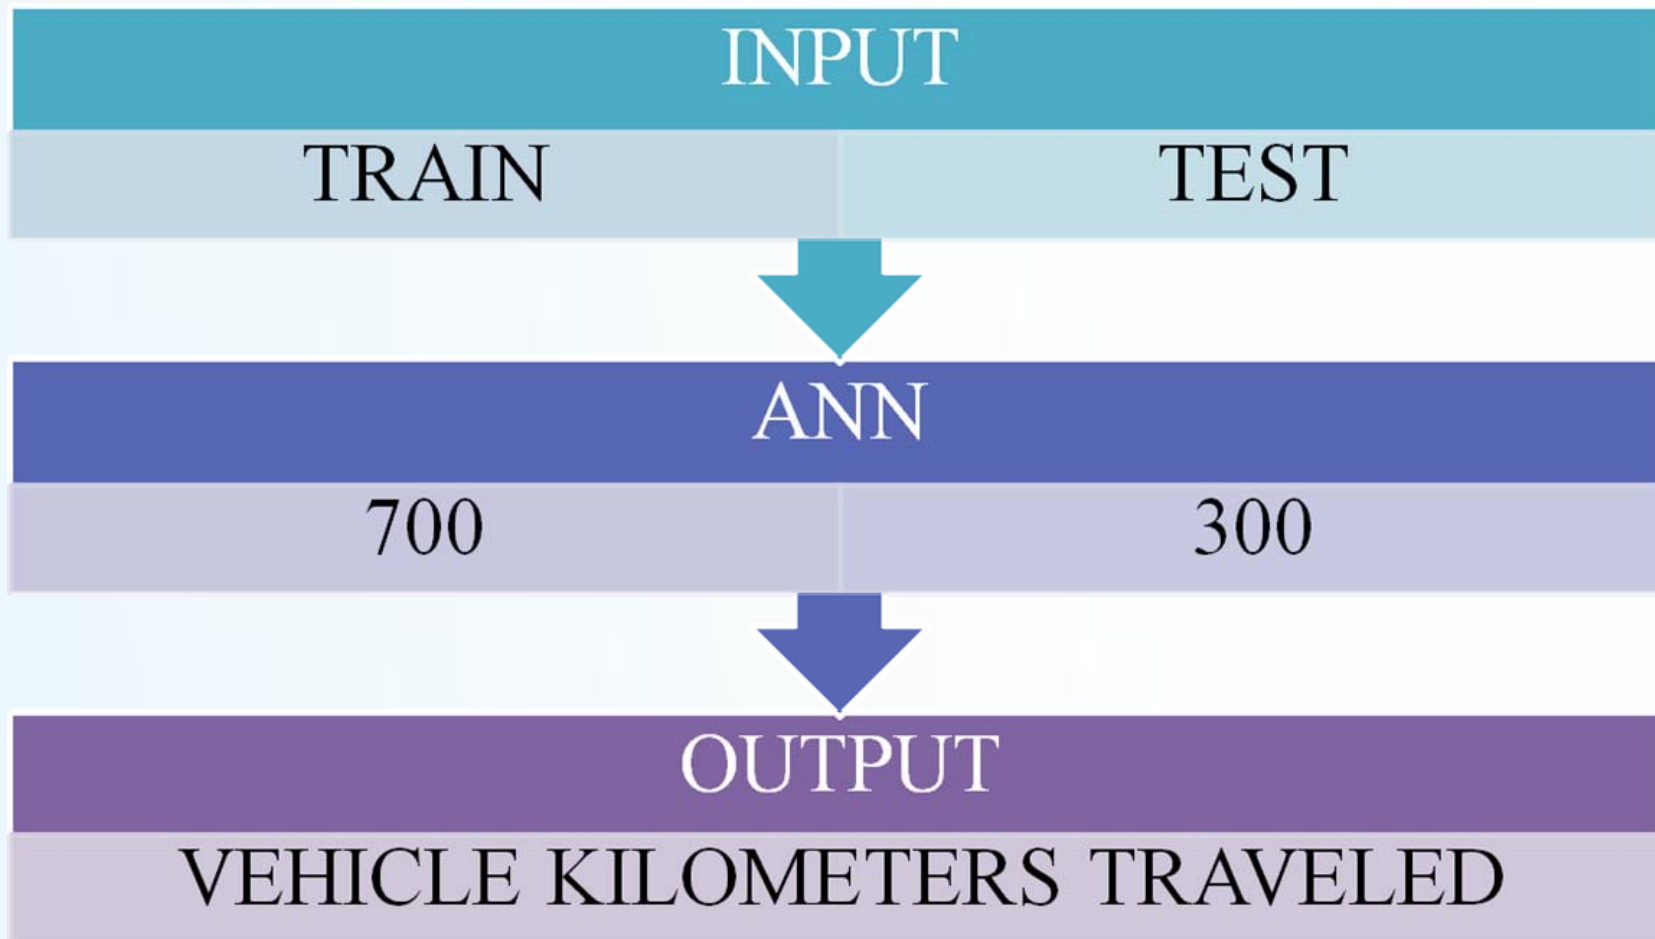 INPUT
TRAIN TEST
ANN
700 300
OUTPUT
VEHICLE KILOMETERS TRAVELED